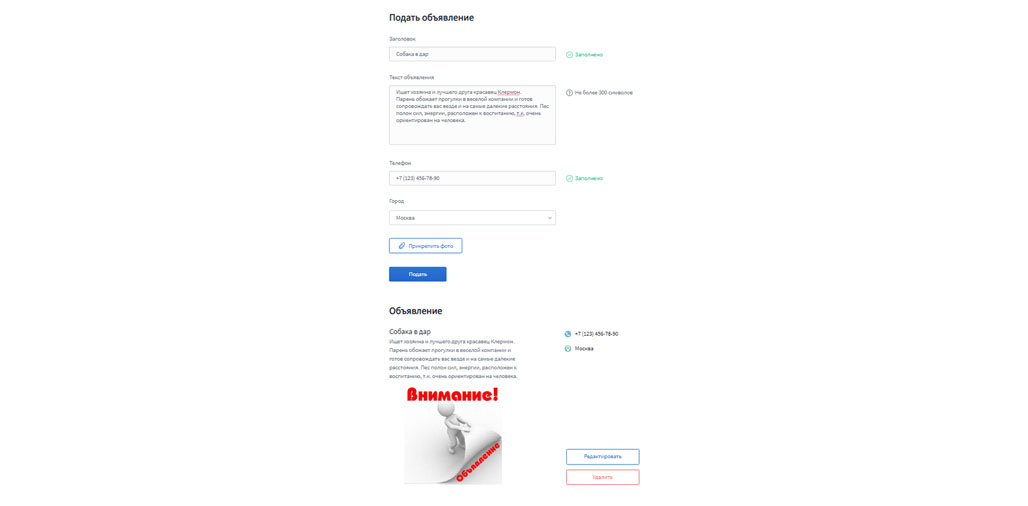 Подать объявление
Заголовок
Собака в дар
Заполнено
Текст объявления
Ищет хозяина и лучшего друга красавец Клермон.
Парень обожает прогулки в веселой компании и готов
сопровождать вас везде и на самые далекие расстояния. Пес
полон сил, энергии, расположен к воспитанию, т.к. очень
ориентирован на человека.
Не более 300 символов
Телефон
+7 (123) 456-78-90
Заполнено
Город
Москва
Прикрепить фото
Подать
Объявление
Собака в дар
Ищет хозяина и лучшего друга красавец Клермон.
Парень обожает прогулки в веселой компании и
готов сопровождать вас везде и на самые далекие
расстояния. Пес полон сил, энергии, расположен к
воспитанию, т.к. очень ориентирован на человека.
+7 (123) 456-78-90
Москва
Внимание!
Объявление
Редактировать
Удалить